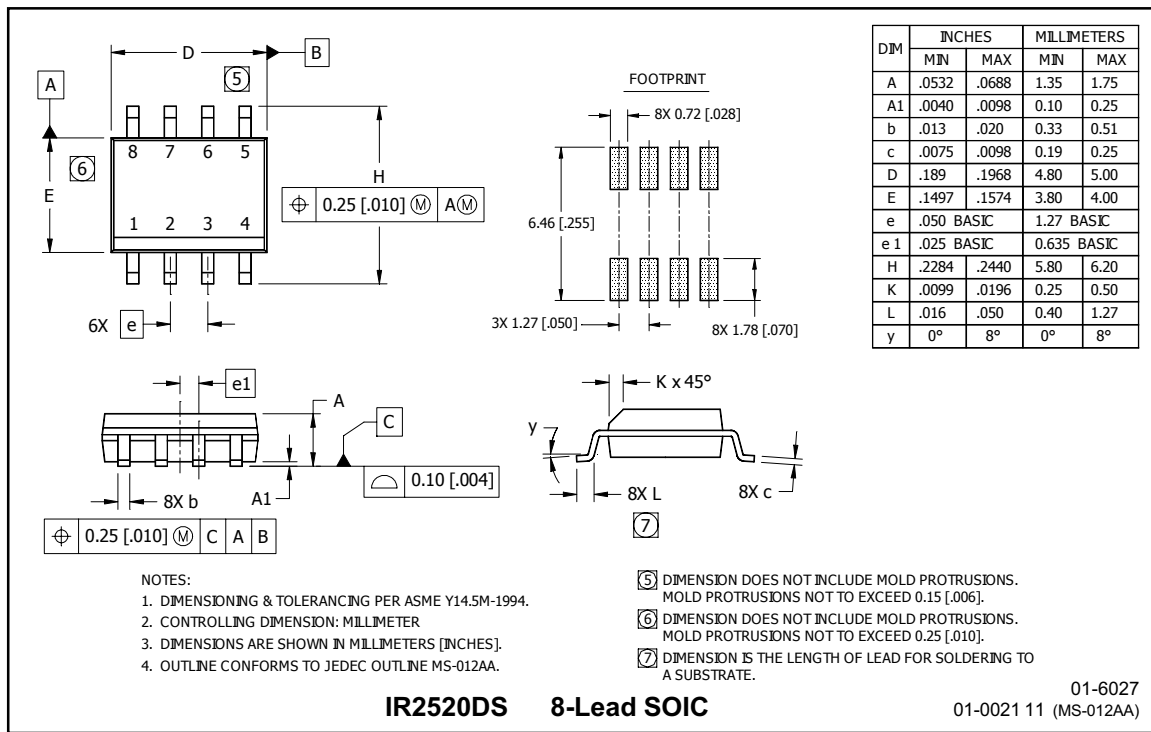 D
B
5
A
8 7 6 5
6
E
H
⌖ 0.25 [.010] Ⓜ A Ⓜ
1 2 3 4
6X e
FOOTPRINT
8X 0.72 [.028]
6.46 [.255]
3X 1.27 [.050]
8X 1.78 [.070]
DIM INCHES MILLIMETERS
MIN MAX MIN MAX
A .0532 .0688 1.35 1.75
A1 .0040 .0098 0.10 0.25
b .013 .020 0.33 0.51
c .0075 .0098 0.19 0.25
D .189 .1968 4.80 5.00
E .1497 .1574 3.80 4.00
e .050 BASIC 1.27 BASIC
e 1 .025 BASIC 0.635 BASIC
H .2284 .2440 5.80 6.20
K .0099 .0196 0.25 0.50
L .016 .050 0.40 1.27
y 0° 8° 0° 8°
e1
A
C
0.10 [.004]
A1
8X b
⌖ 0.25 [.010] Ⓜ C A B
K x 45°
y
8X L
8X c
7
NOTES:
1. DIMENSIONING & TOLERANCING PER ASME Y14.5M-1994.
2. CONTROLLING DIMENSION: MILLIMETER
3. DIMENSIONS ARE SHOWN IN MILLIMETERS [INCHES].
4. OUTLINE CONFORMS TO JEDEC OUTLINE MS-012AA.
5 DIMENSION DOES NOT INCLUDE MOLD PROTRUSIONS.
MOLD PROTRUSIONS NOT TO EXCEED 0.15 [.006].
6 DIMENSION DOES NOT INCLUDE MOLD PROTRUSIONS.
MOLD PROTRUSIONS NOT TO EXCEED 0.25 [.010].
7 DIMENSION IS THE LENGTH OF LEAD FOR SOLDERING TO
A SUBSTRATE.
IR2520DS 8-Lead SOIC
01-6027
01-0021 11 (MS-012AA)